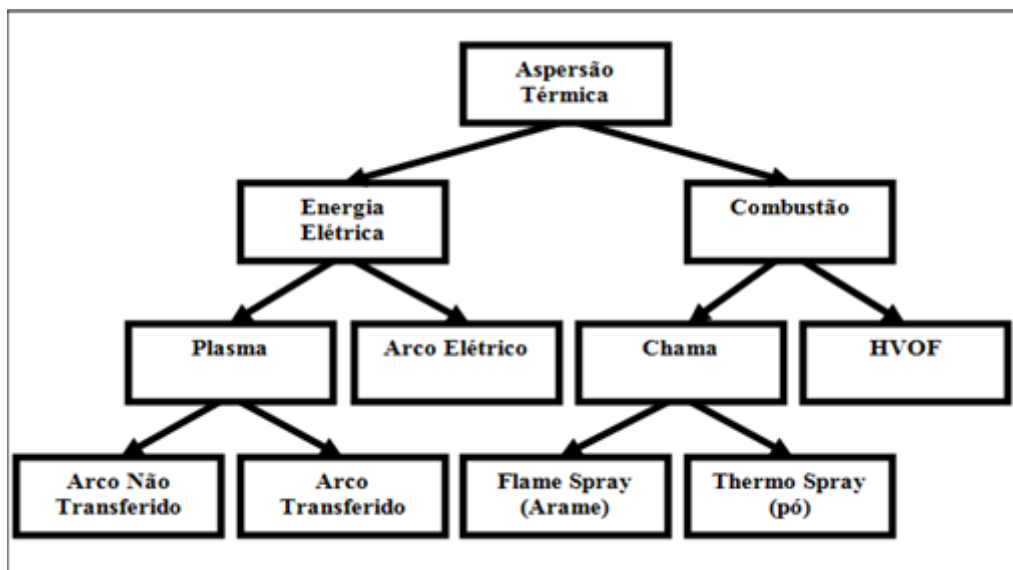 Aspersão
Térmica
Energia
Elétrica
Combustão
Plasma
Arco Elétrico
Chama
HVOF
Arco Não
Transferido
Arco
Transferido
Flame Spray
(Arame)
Thermo Spray
(pó)